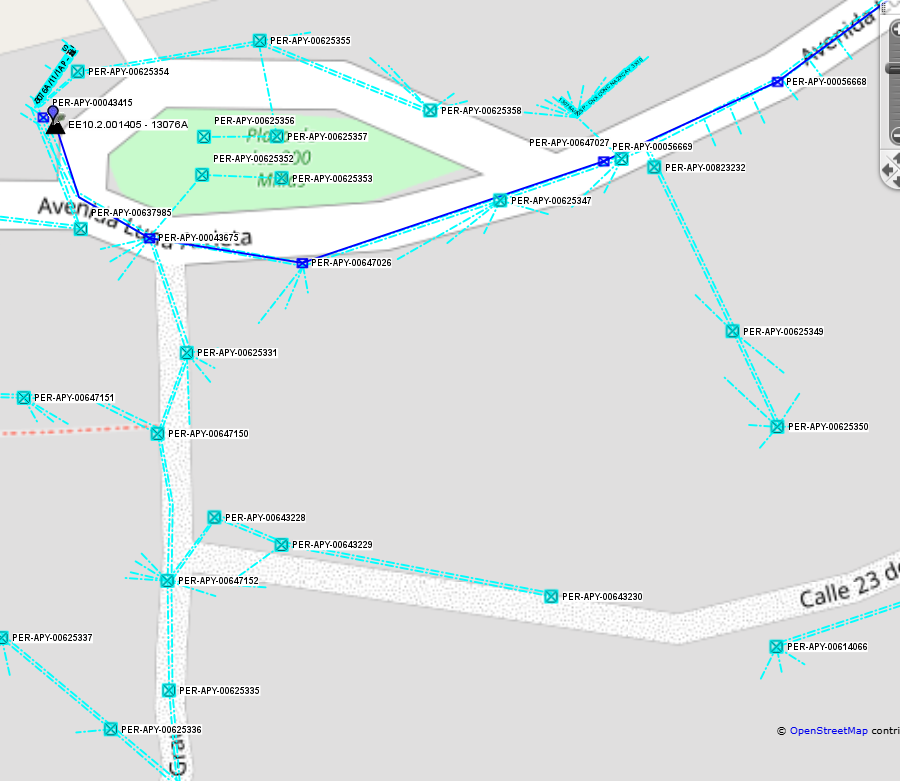 PER-APY-00625355
Avenida
PER-APY-00625354
PER-APY-00056668
PER-APY-00043415
PER-APY-00625358
EE10.2.001405 - 13076A
PER-APY-00625356
PER-APY-00625357
PER-APY-00647027
PER-APY-00056669
PER-APY-00625352
PER-APY-00823232
PER-APY-00625353
PER-APY-00625347
PER-APY-00637985
PER-APY-00043675
Avenida
PER-APY-00647026
PER-APY-00625349
PER-APY-00625331
PER-APY-00647151
PER-APY-00625350
PER-APY-00647150
PER-APY-00643228
PER-APY-00643229
PER-APY-00647152
PER-APY-00643230
Calle 23 de
PER-APY-00625337
PER-APY-00614066
PER-APY-00625335
PER-APY-00625336
© OpenStreetMap contri